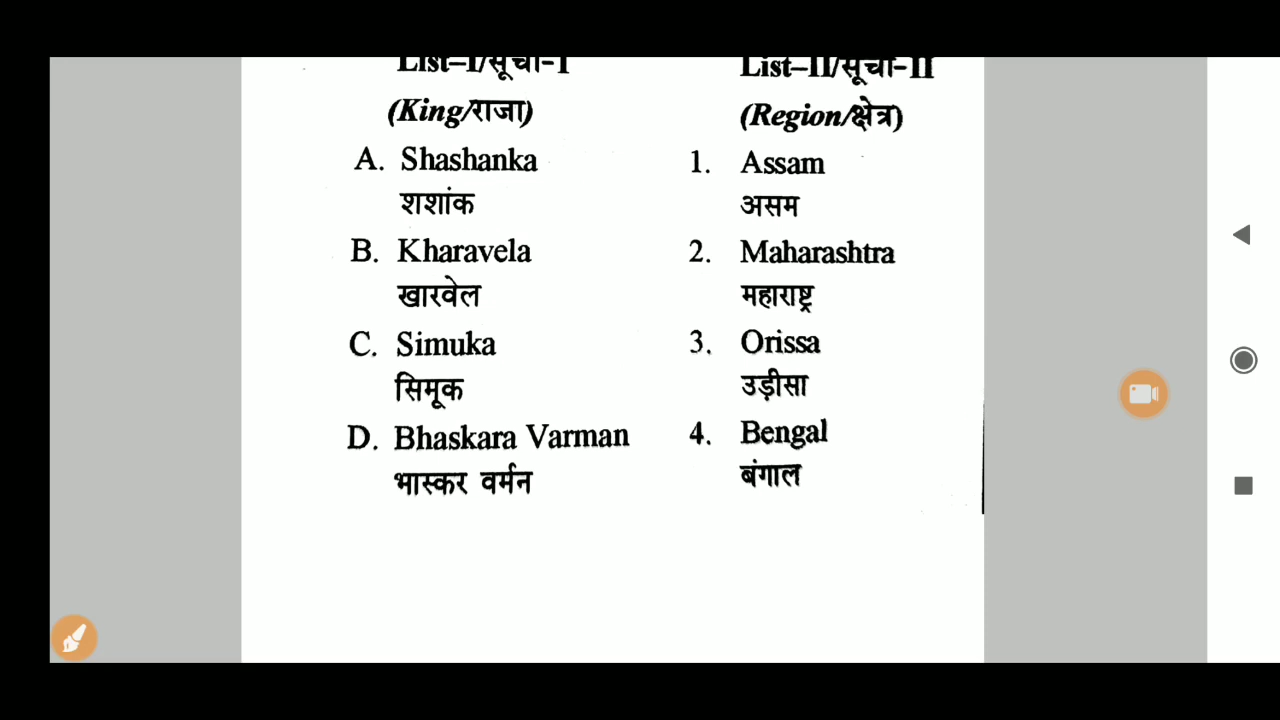 List–I/सूची-I List–II/सूची-II
(King/राजा) (Region/क्षेत्र)
A. Shashanka 1. Assam
शशांक असम
B. Kharavela 2. Maharashtra
खारवेल महाराष्ट्र
C. Simuka 3. Orissa
सिमूक उड़ीसा
D. Bhaskara Varman 4. Bengal
भास्कर वर्मन बंगाल